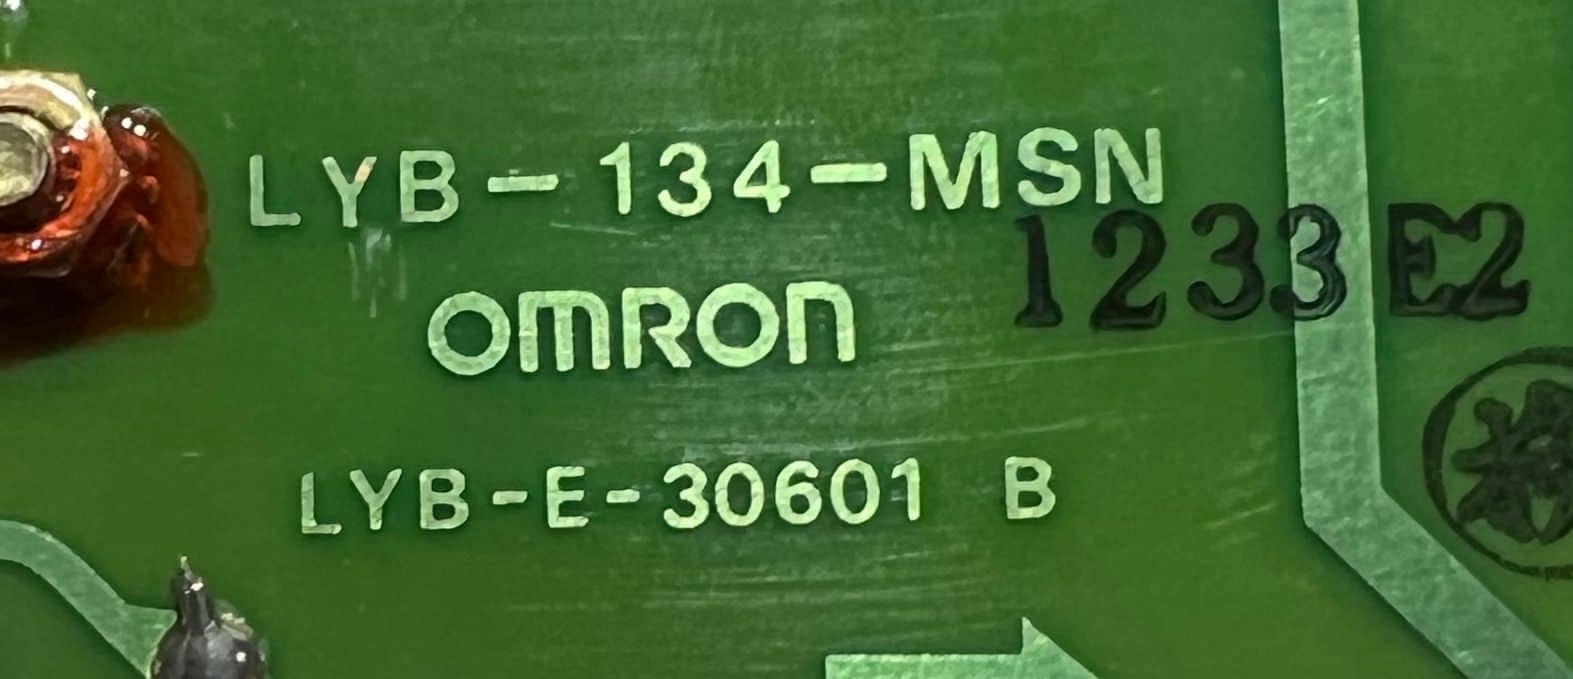 LYB-134-MSN
1233E2
OMRON
LYB-E-30601 B